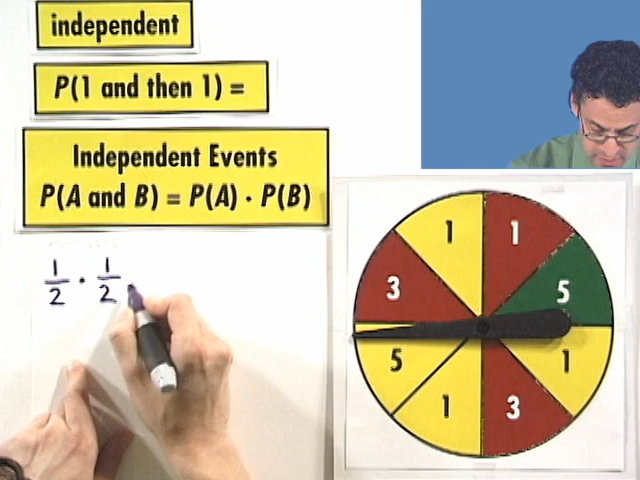 independent
P(1 and then 1) =
Independent Events
P(A and B) = P(A) · P(B)
1/2 · 1/2
1 1
3 5
5 1
1 3